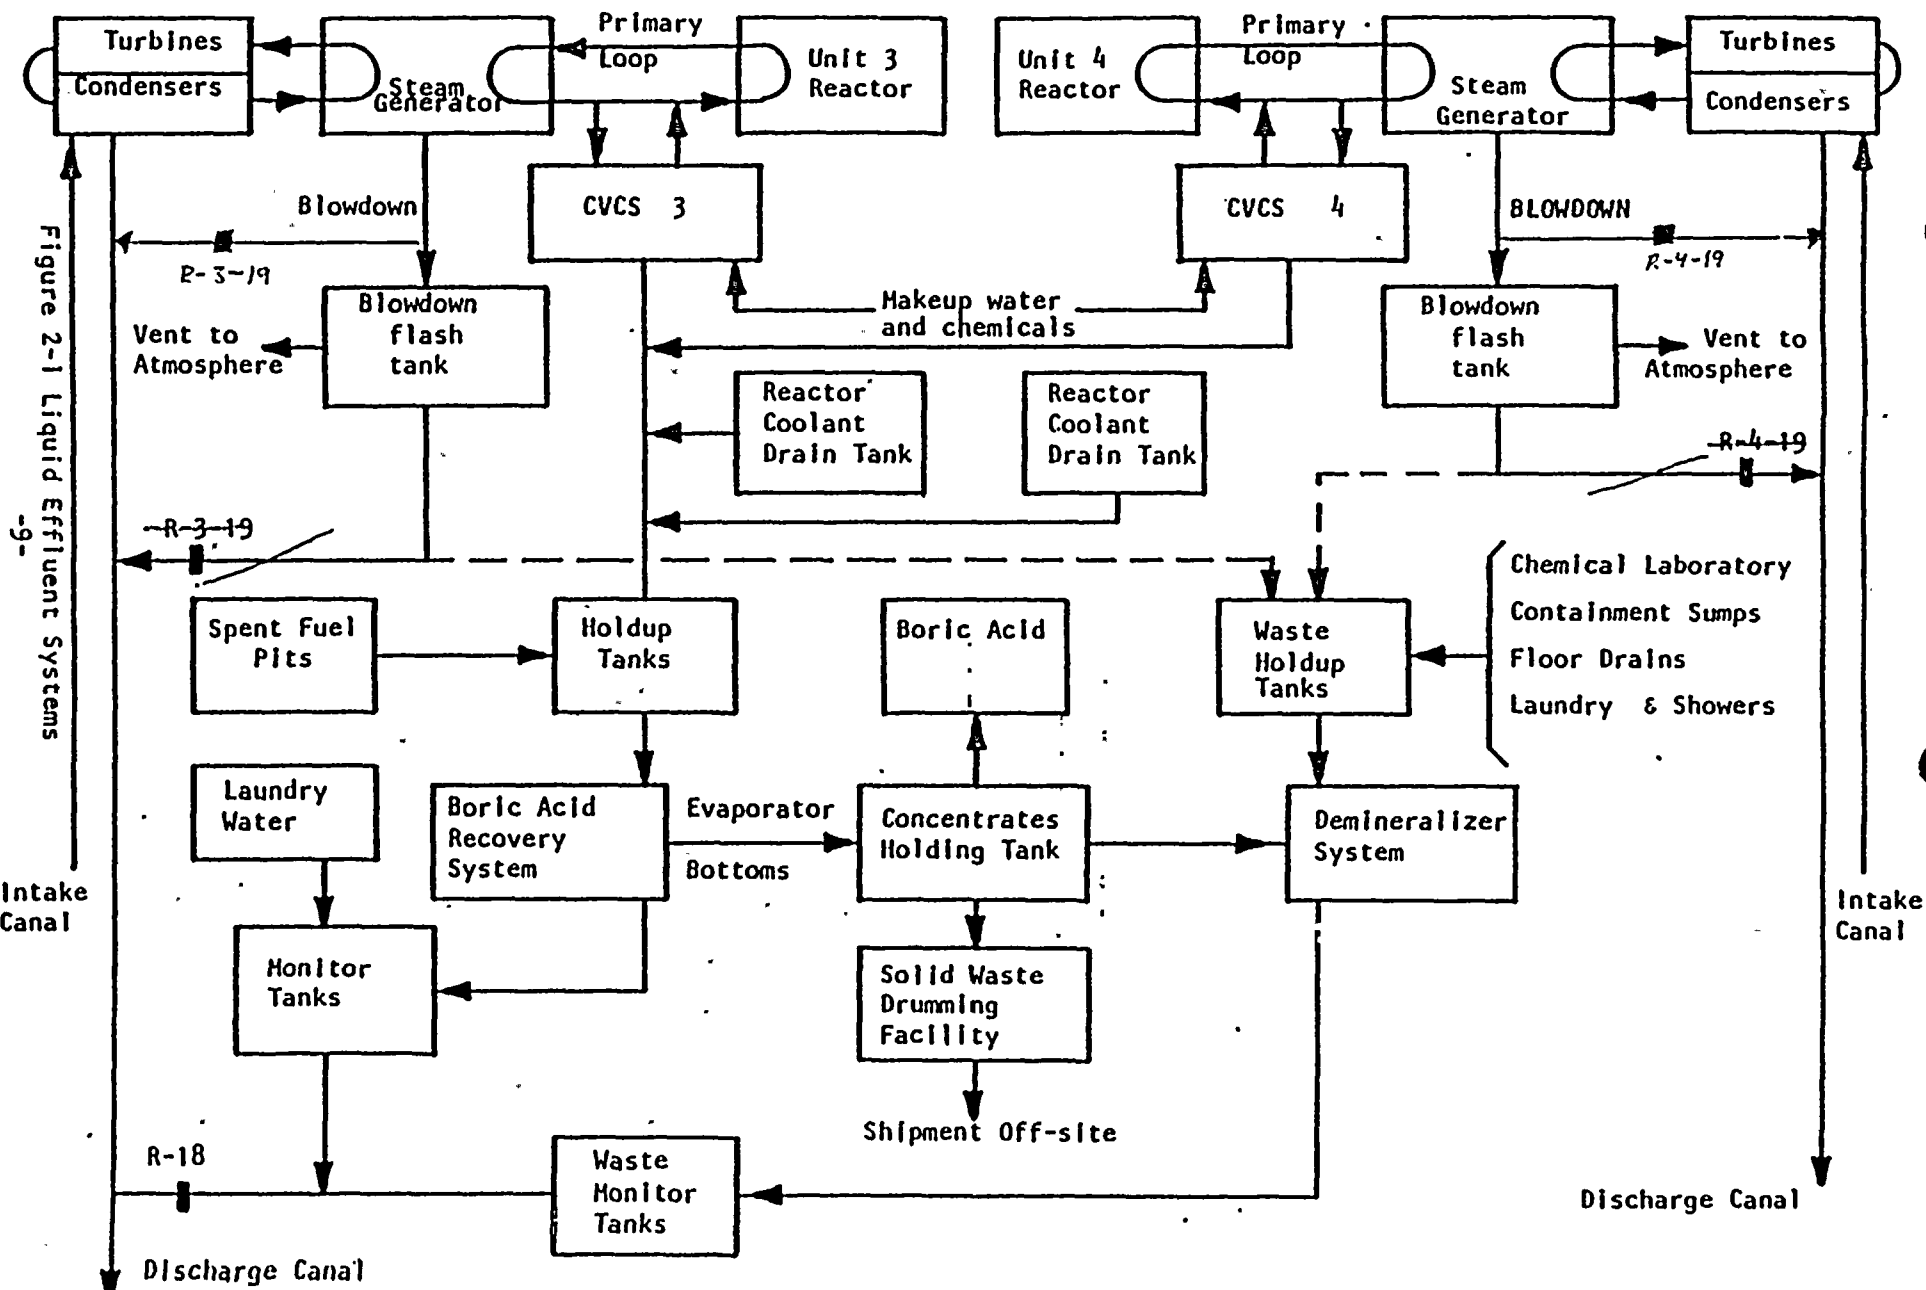 Turbines
Condensers
Steam
Generator
Primary
Loop
Unit 3
Reactor
Unit 4
Reactor
Primary
Loop
Steam
Generator
Turbines
Condensers
Blowdown
CVCS 3
CVCS 4
BLOWDOWN
R-3-19
R-4-19
Blowdown
flash
tank
Vent to
Atmosphere
Makeup water
and chemicals
Blowdown
flash
tank
Vent to
Atmosphere
Reactor
Coolant
Drain Tank
Reactor
Coolant
Drain Tank
R-4-19
R-3-19
Figure 2-1 Liquid Effluent Systems
-9-
Spent Fuel
Pits
Holdup
Tanks
Boric Acid
Waste
Holdup
Tanks
Chemical Laboratory
Containment Sumps
Floor Drains
Laundry & Showers
Laundry
Water
Boric Acid
Recovery
System
Evaporator
Bottoms
Concentrates
Holding Tank
Demineralizer
System
Intake
Canal
Intake
Canal
Monitor
Tanks
Solid Waste
Drumming
Facility
Shipment Off-site
R-18
Waste
Monitor
Tanks
Discharge Canal
Discharge Canal